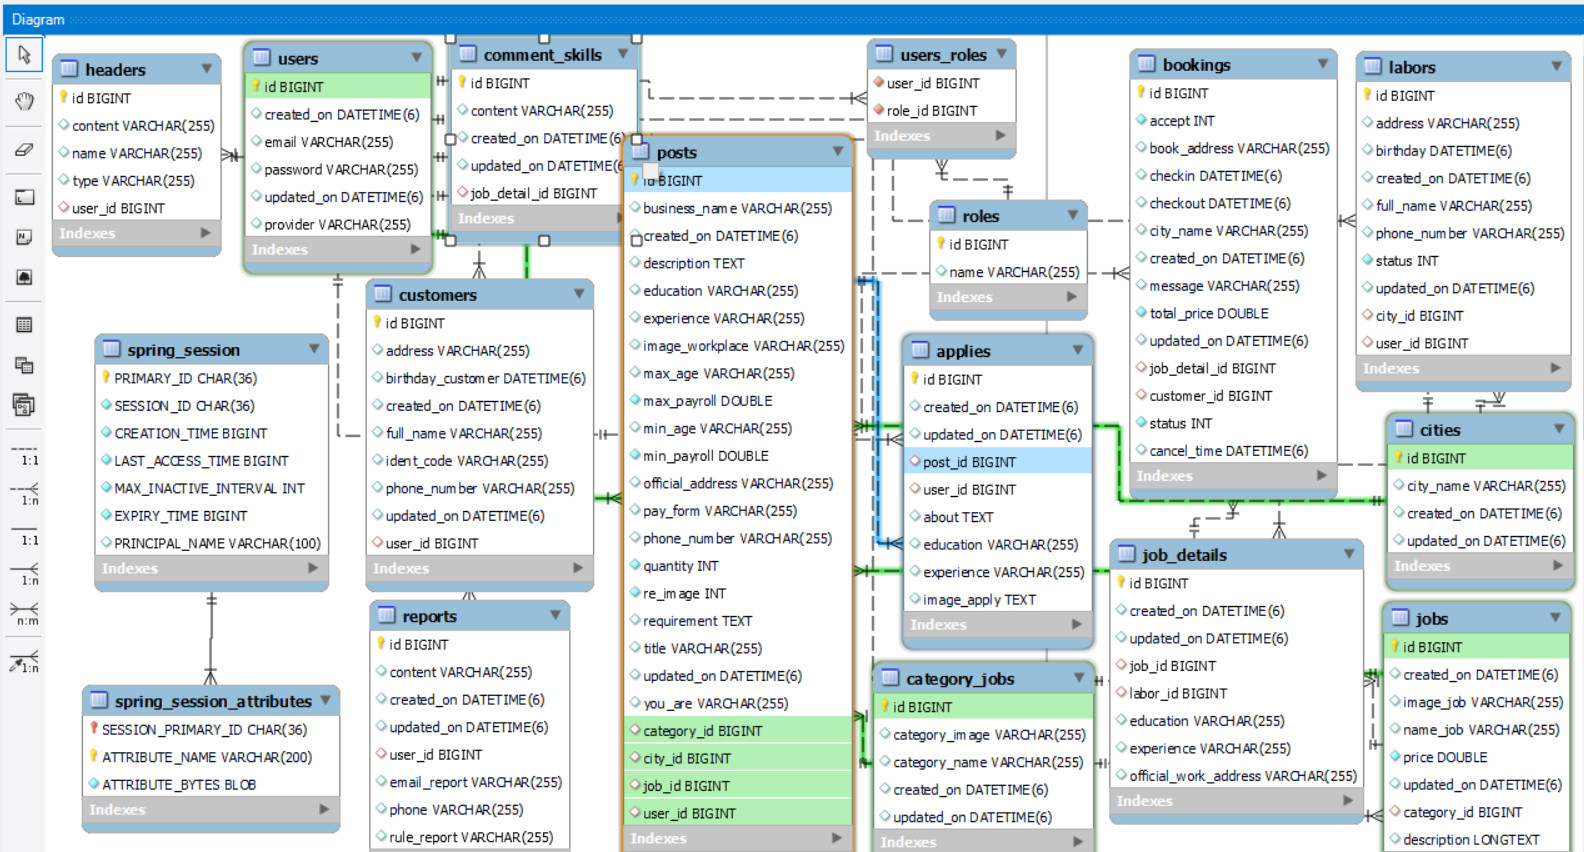 Diagram
headers
id BIGINT
content VARCHAR(255)
name VARCHAR(255)
type VARCHAR(255)
user_id BIGINT
Indexes
users
id BIGINT
created_on DATETIME(6)
email VARCHAR(255)
password VARCHAR(255)
updated_on DATETIME(6)
provider VARCHAR(255)
Indexes
comment_skills
id BIGINT
content VARCHAR(255)
created_on DATETIME(6)
updated_on DATETIME(6
job_detail_id BIGINT
Indexes
posts
id BIGINT
business_name VARCHAR(255)
created_on DATETIME(6)
description TEXT
education VARCHAR(255)
experience VARCHAR(255)
image_workplace VARCHAR(255)
max_age VARCHAR(255)
max_payroll DOUBLE
min_age VARCHAR(255)
min_payroll DOUBLE
official_address VARCHAR(255)
pay_form VARCHAR(255)
phone_number VARCHAR(255)
quantity INT
re_image INT
requirement TEXT
title VARCHAR(255)
updated_on DATETIME(6)
you_are VARCHAR(255)
category_id BIGINT
city_id BIGINT
job_id BIGINT
user_id BIGINT
Indexes
users_roles
user_id BIGINT
role_id BIGINT
Indexes
roles
id BIGINT
name VARCHAR(255)
Indexes
bookings
id BIGINT
accept INT
book_address VARCHAR(255)
checkin DATETIME(6)
checkout DATETIME(6)
city_name VARCHAR(255)
created_on DATETIME(6)
message VARCHAR(255)
total_price DOUBLE
updated_on DATETIME(6)
job_detail_id BIGINT
customer_id BIGINT
status INT
cancel_time DATETIME(6)
Indexes
labors
id BIGINT
address VARCHAR(255)
birthday DATETIME(6)
created_on DATETIME(6)
full_name VARCHAR(255)
phone_number VARCHAR(255)
status INT
updated_on DATETIME(6)
city_id BIGINT
user_id BIGINT
Indexes
spring_session
PRIMARY_ID CHAR(36)
SESSION_ID CHAR(36)
CREATION_TIME BIGINT
LAST_ACCESS_TIME BIGINT
MAX_INACTIVE_INTERVAL INT
EXPIRY_TIME BIGINT
PRINCIPAL_NAME VARCHAR(100)
Indexes
customers
id BIGINT
address VARCHAR(255)
birthday_customer DATETIME(6)
created_on DATETIME(6)
full_name VARCHAR(255)
ident_code VARCHAR(255)
phone_number VARCHAR(255)
updated_on DATETIME(6)
user_id BIGINT
Indexes
applies
id BIGINT
created_on DATETIME(6)
updated_on DATETIME(6)
post_id BIGINT
user_id BIGINT
about TEXT
education VARCHAR(255)
experience VARCHAR(255)
image_apply TEXT
Indexes
cities
id BIGINT
city_name VARCHAR(255)
created_on DATETIME(6)
updated_on DATETIME(6)
Indexes
job_details
id BIGINT
created_on DATETIME(6)
updated_on DATETIME(6)
job_id BIGINT
labor_id BIGINT
education VARCHAR(255)
experience VARCHAR(255)
official_work_address VARCHAR(255)
Indexes
jobs
id BIGINT
created_on DATETIME(6)
image_job VARCHAR(255)
name_job VARCHAR(255)
price DOUBLE
updated_on DATETIME(6)
category_id BIGINT
description LONGTEXT
spring_session_attributes
SESSION_PRIMARY_ID CHAR(36)
ATTRIBUTE_NAME VARCHAR(200)
ATTRIBUTE_BYTES BLOB
Indexes
reports
id BIGINT
content VARCHAR(255)
created_on DATETIME(6)
updated_on DATETIME(6)
user_id BIGINT
email_report VARCHAR(255)
phone VARCHAR(255)
rule_report VARCHAR(255)
category_jobs
id BIGINT
category_image VARCHAR(255)
category_name VARCHAR(255)
created_on DATETIME(6)
updated_on DATETIME(6)
Indexes
1:1
1:n
1:1
1:n
n:m
1:n